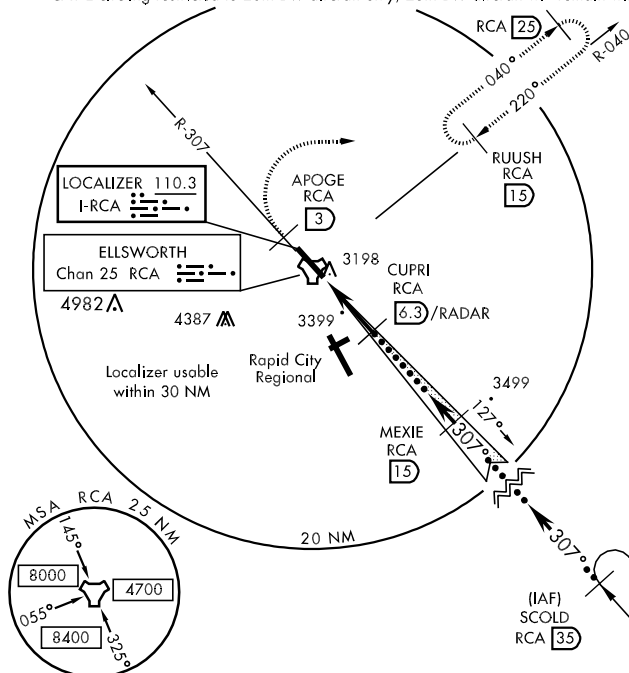 RCA 25
040°
R-040
220°
RUUSH
RCA
15
R-307
LOCALIZER 110.3
I-RCA
APOGE
RCA
3
ELLSWORTH
Chan 25 RCA
3198
CUPRI
RCA
6.3 /RADAR
4982
4387
3399
Rapid City
Regional
Localizer usable
within 30 NM
3499
127°
MEXIE
RCA
15
307°
20 NM
307°
(IAF)
SCOLD
RCA 35
MSA RCA 25 NM
145°
8000
4700
055°
8400
325°